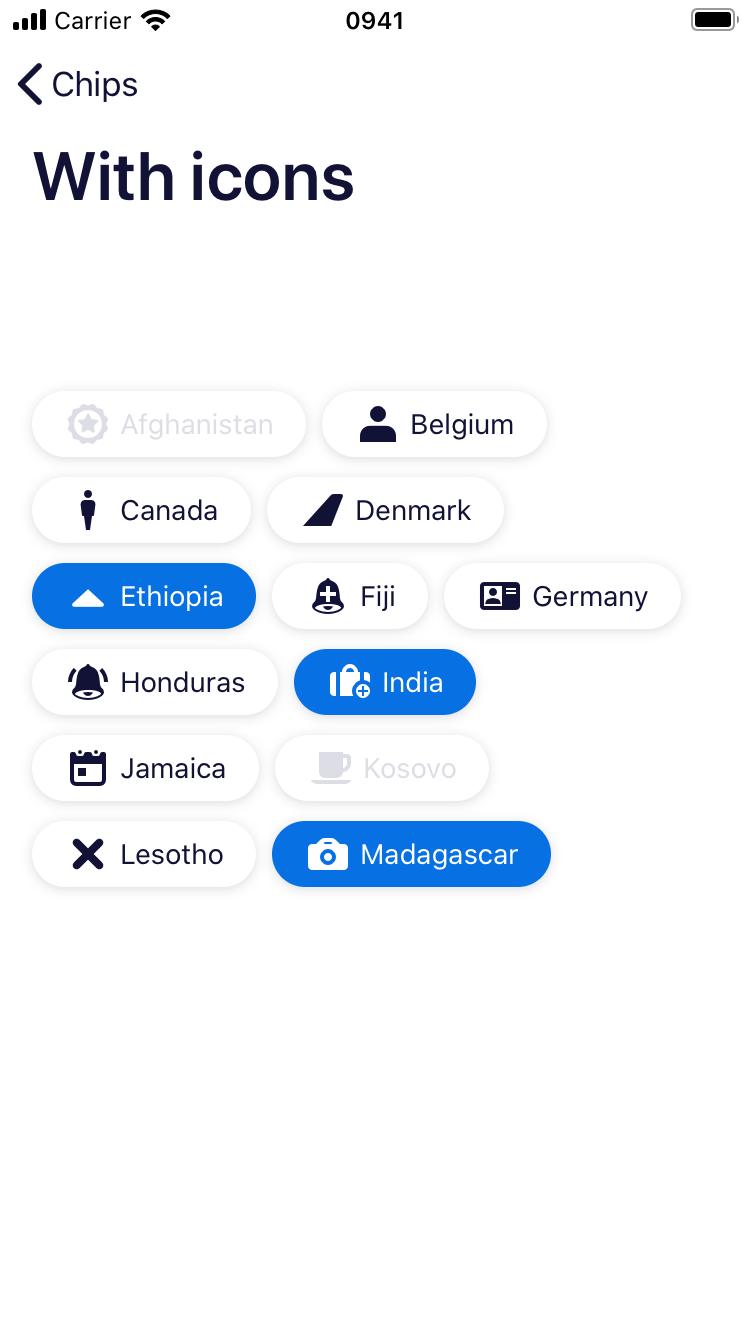 Carrier 0941
Chips
With icons
Afghanistan Belgium
Canada Denmark
Ethiopia Fiji Germany
Honduras India
Jamaica Kosovo
Lesotho Madagascar